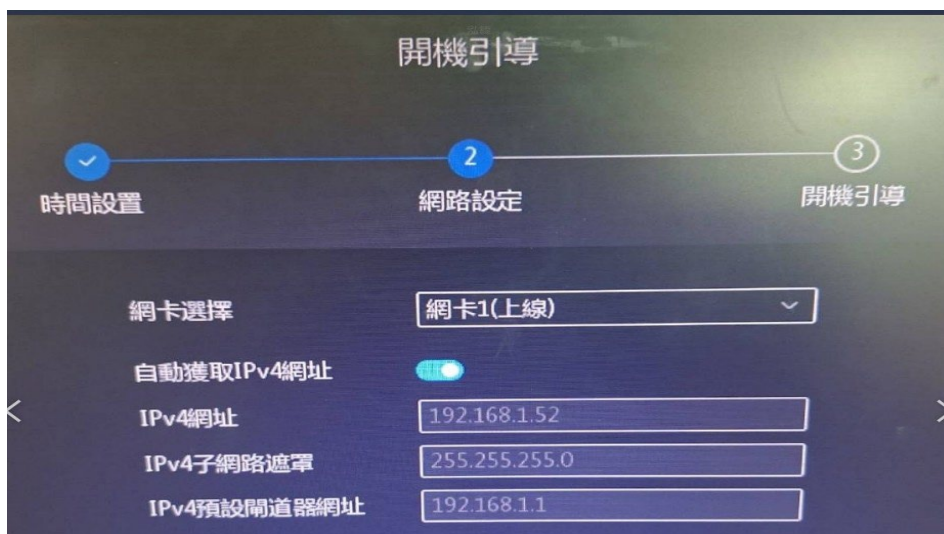 開機引導
2
3
時間設置
網路設定
開機引導
網卡選擇
網卡1(上線)
自動獲取IPv4網址
IPv4網址
192.168.1.52
IPv4子網路遮罩
255.255.255.0
IPv4預設閘道器網址
192.168.1.1